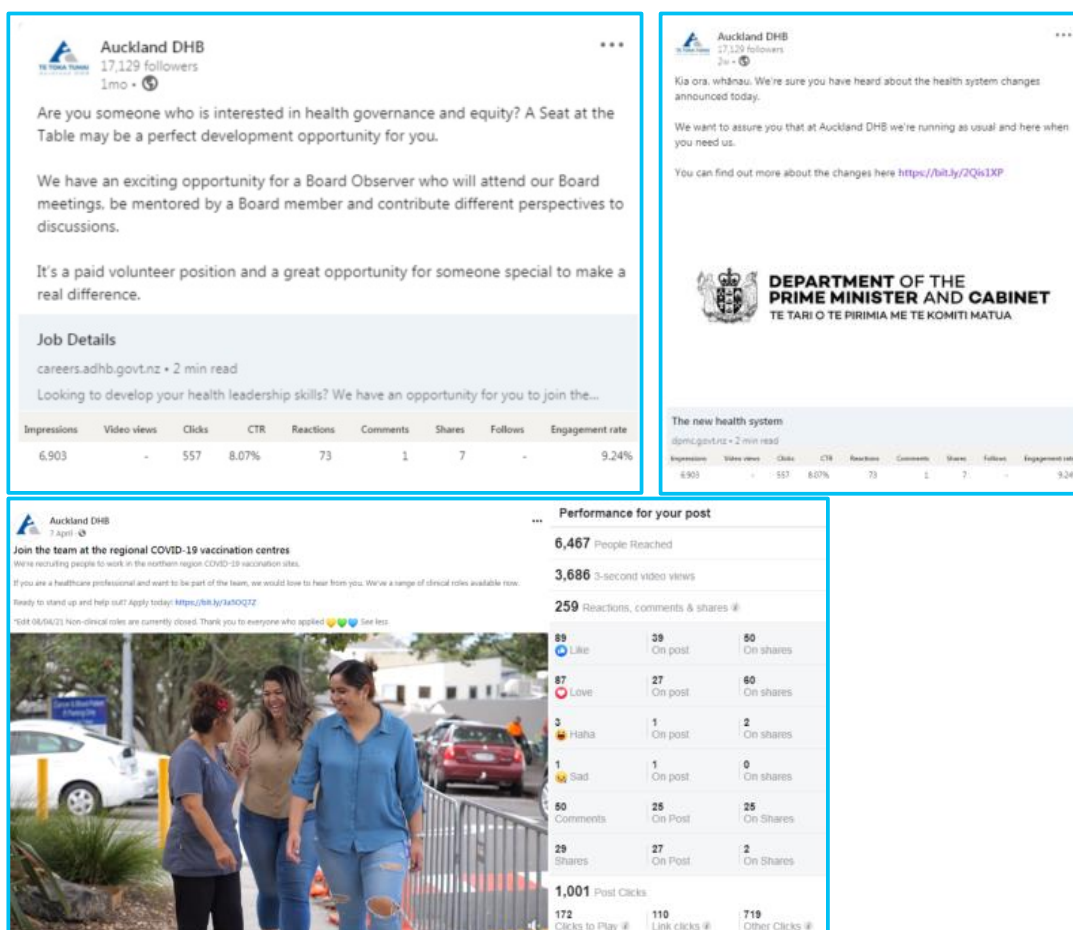 Auckland DHB
17,129 followers
1mo •
TE TOKA TUMAI
Are you someone who is interested in health governance and equity? A Seat at the
Table may be a perfect development opportunity for you.
We have an exciting opportunity for a Board Observer who will attend our Board
meetings, be mentored by a Board member and contribute different perspectives to
discussions.
It's a paid volunteer position and a great opportunity for someone special to make a
real difference.
Job Details
careers.adhb.govt.nz • 2 min read
Looking to develop your health leadership skills? We have an opportunity for you to join the...
Impressions Video views Clicks CTR Reactions Comments Shares Follows Engagement rate
6,903 - 557 8.07% 73 1 7 - 9.24%
Auckland DHB
17,129 followers
2w •
Kia ora, whānau. We're sure you have heard about the health system changes
announced today.
We want to assure you that at Auckland DHB we're running as usual and here when
you need us.
You can find out more about the changes here https://bit.ly/2Qis1XP
DEPARTMENT OF THE
PRIME MINISTER AND CABINET
TE TARI O TE PIRIMIA ME TE KOMITI MATUA
The new health system
dpmc.govt.nz • 2 min read
Impressions Video views Clicks CTR Reactions Comments Shares Follows Engagement rate
6,903 - 557 8.07% 73 1 7 - 9.24
Auckland DHB
7 April ·
Join the team at the regional COVID-19 vaccination centres
We're recruiting people to work in the northern region COVID-19 vaccination sites.
If you are a healthcare professional and want to be part of the team, we would love to hear from you. We've a range of clinical roles available now.
Ready to stand up and help out? Apply today! https://bit.ly/3a5OQ7Z
*Edit 08/04/21 Non-clinical roles are currently closed. Thank you to everyone who applied 💛💚💙 See less
Performance for your post
6,467 People Reached
3,686 3-second video views
259 Reactions, comments & shares
89 39 50
Like On post On shares
87 27 60
Love On post On shares
3 1 2
Haha On post On shares
1 1 0
Sad On post On shares
50 25 25
Comments On Post On Shares
29 27 2
Shares On Post On Shares
1,001 Post Clicks
172 110 719
Clicks to Play Link clicks Other Clicks